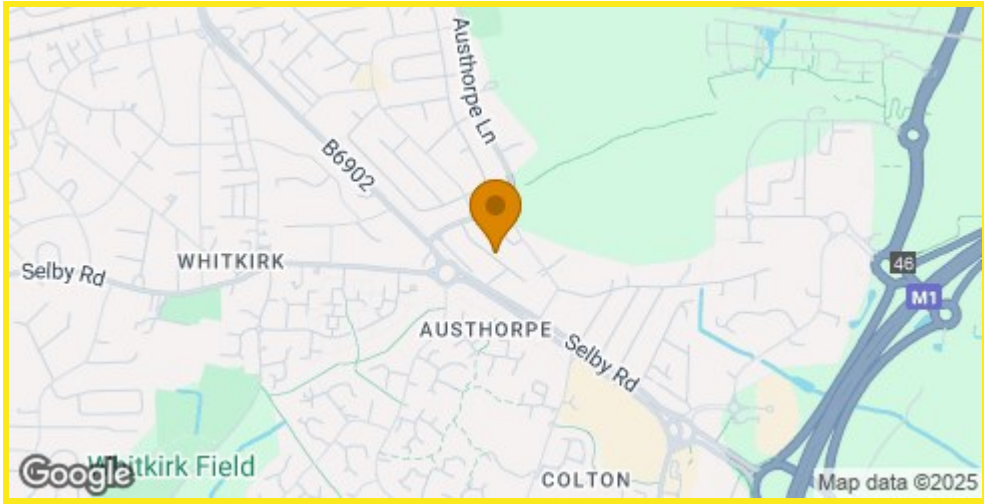 Austhorpe Ln
B6902
WHITKIRK
Selby Rd
46
M1
AUSTHORPE
Selby Rd
Whitkirk Field
COLTON
Google
Map data ©2025